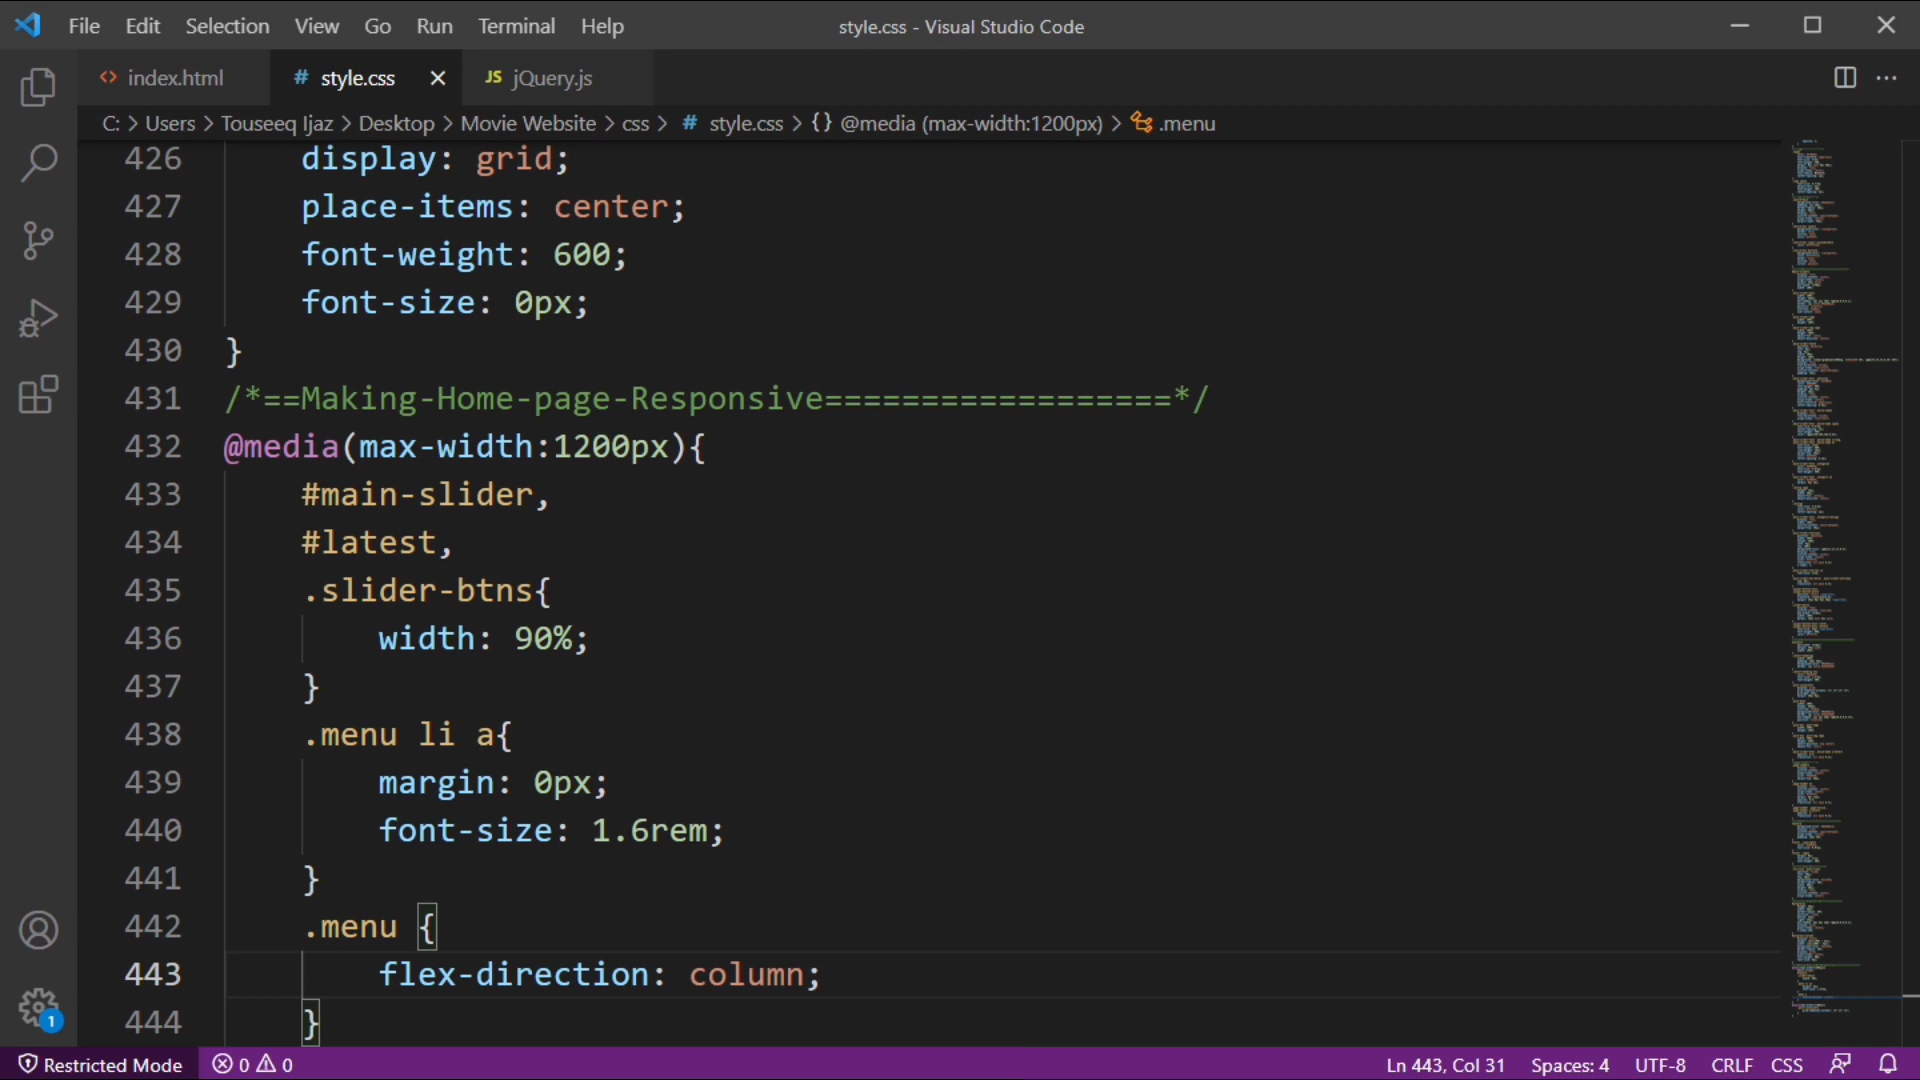 File Edit Selection View Go Run Terminal Help style.css - Visual Studio Code
index.html # style.css JS jQuery.js
C: > Users > Touseeq Ijaz > Desktop > Movie Website > css > # style.css > {} @media (max-width:1200px) > .menu
426 display: grid;
427 place-items: center;
428 font-weight: 600;
429 font-size: 0px;
430 }
431 /*==Making-Home-page-Responsive==================*/
432 @media(max-width:1200px){
433 #main-slider,
434 #latest,
435 .slider-btns{
436 width: 90%;
437 }
438 .menu li a{
439 margin: 0px;
440 font-size: 1.6rem;
441 }
442 .menu {
443 flex-direction: column;
444 }
1
Restricted Mode 0 0 Ln 443, Col 31 Spaces: 4 UTF-8 CRLF CSS